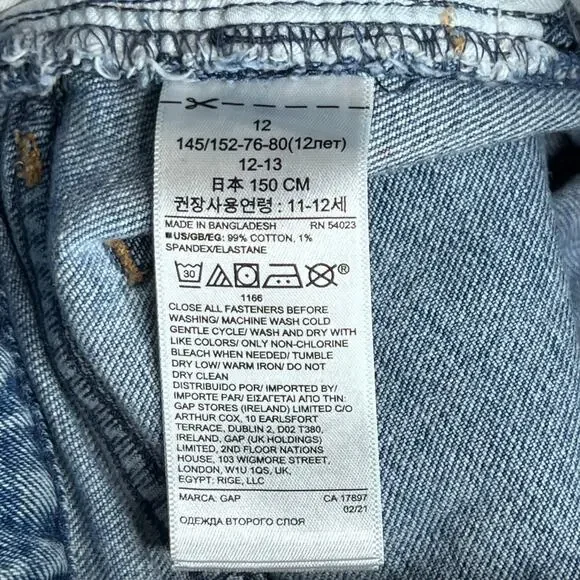 12
145/152-76-80(12лет)
12-13
日本 150 CM
권장사용연령 : 11-12세
MADE IN BANGLADESH RN 54023
US/GB/EG: 99% COTTON, 1%
SPANDEX/ELASTANE
30 ®
1166
CLOSE ALL FASTENERS BEFORE
WASHING/ MACHINE WASH COLD
GENTLE CYCLE/ WASH AND DRY WITH
LIKE COLORS/ ONLY NON-CHLORINE
BLEACH WHEN NEEDED/ TUMBLE
DRY LOW/ WARM IRON/ DO NOT
DRY CLEAN
DISTRIBUIDO POR/ IMPORTED BY/
IMPORTE PAR/ ΕΙΣΑΓΕΤΑΙ ΑΠΟ ΤΗΝ:
GAP STORES (IRELAND) LIMITED C/O
ARTHUR COX, 10 EARLSFORT
TERRACE, DUBLIN 2, D02 T380,
IRELAND, GAP (UK HOLDINGS)
LIMITED, 2ND FLOOR NATIONS
HOUSE, 103 WIGMORE STREET,
LONDON, W1U 1QS, UK,
EGYPT: RIGE, LLC
MARCA: GAP CA 17897
02/21
ОДЕЖДА ВТОРОГО СЛОЯ